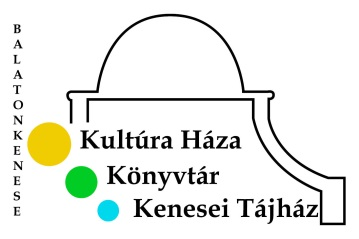 BALATONKENESE
Kultúra Háza
Könyvtár
Kenesei Tájház